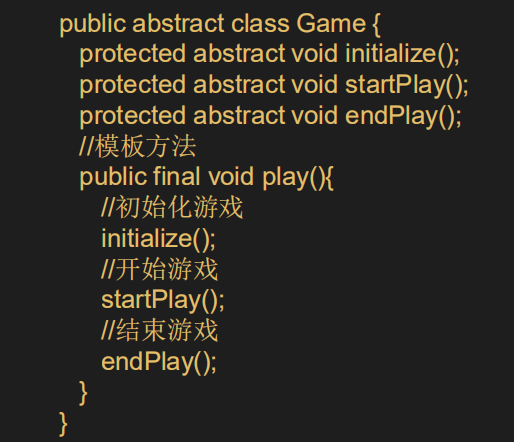 public abstract class Game {
protected abstract void initialize();
protected abstract void startPlay();
protected abstract void endPlay();
//模板方法
public final void play(){
//初始化游戏
initialize();
//开始游戏
startPlay();
//结束游戏
endPlay();
}
}